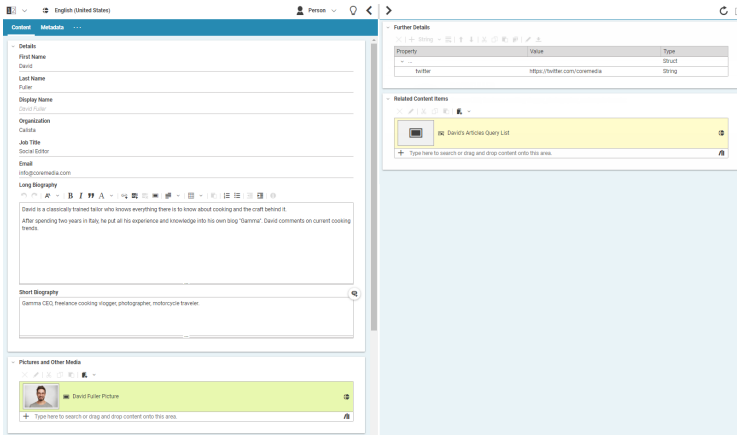 English (United States)
Person
Content Metadata ···
Details
First Name
David
Last Name
Fuller
Display Name
David Fuller
Organization
Calista
Job Title
Social Editor
Email
info@coremedia.com
Long Biography
David is a classically trained tailor who knows everything there is to know about cooking and the craft behind it.
After spending two years in Italy, he put all his experience and knowledge into his own blog "Gamma". David comments on current cooking
trends.
Short Biography
Gamma CEO, freelance cooking vlogger, photographer, motorcycle traveler.
Pictures and Other Media
David Fuller Picture
Type here to search or drag and drop content onto this area.
Further Details
String
Property Value Type
... Struct
twitter https://twitter.com/coremedia String
Related Content Items
David's Articles Query List
Type here to search or drag and drop content onto this area.